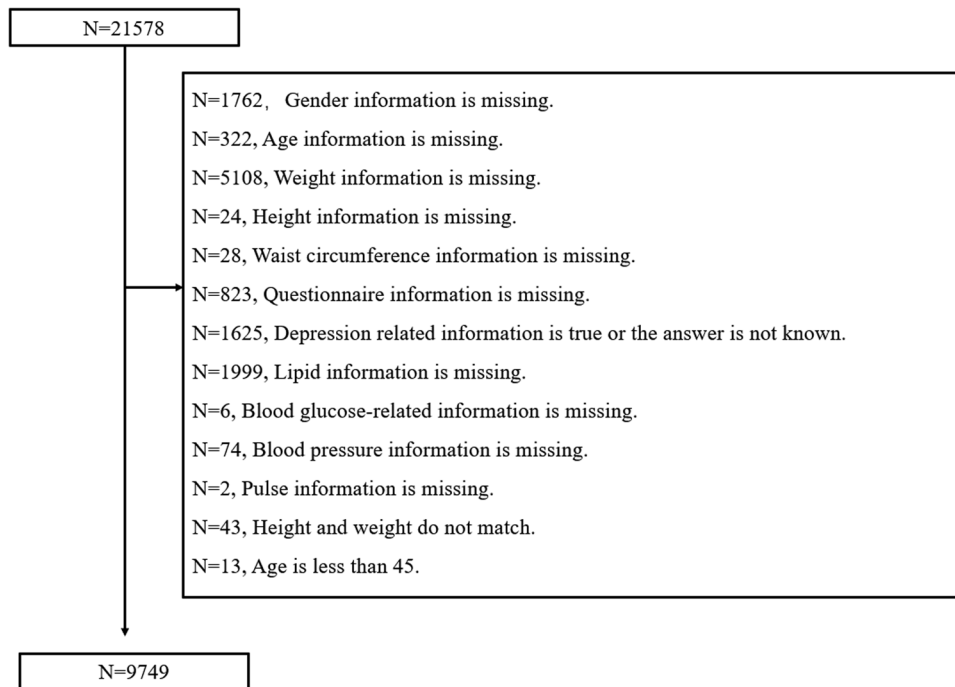 N=21578
N=1762,  Gender information is missing.
N=322, Age information is missing.
N=5108, Weight information is missing.
N=24, Height information is missing.
N=28, Waist circumference information is missing.
N=823, Questionnaire information is missing.
N=1625, Depression related information is true or the answer is not known.
N=1999, Lipid information is missing.
N=6, Blood glucose-related information is missing.
N=74, Blood pressure information is missing.
N=2, Pulse information is missing.
N=43, Height and weight do not match.
N=13, Age is less than 45.
N=9749